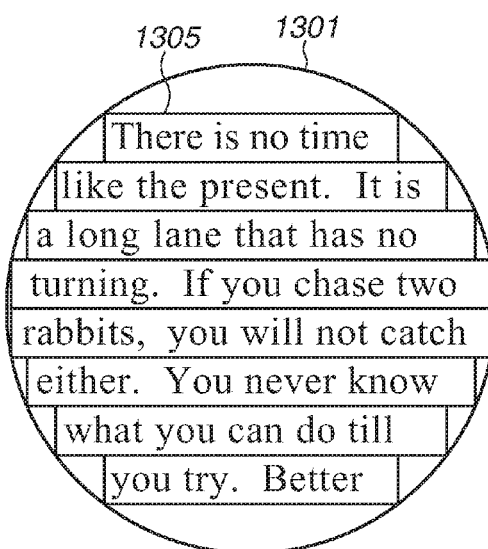 1305 1301
There is no time
like the present. It is
a long lane that has no
turning. If you chase two
rabbits, you will not catch
either. You never know
what you can do till
you try. Better